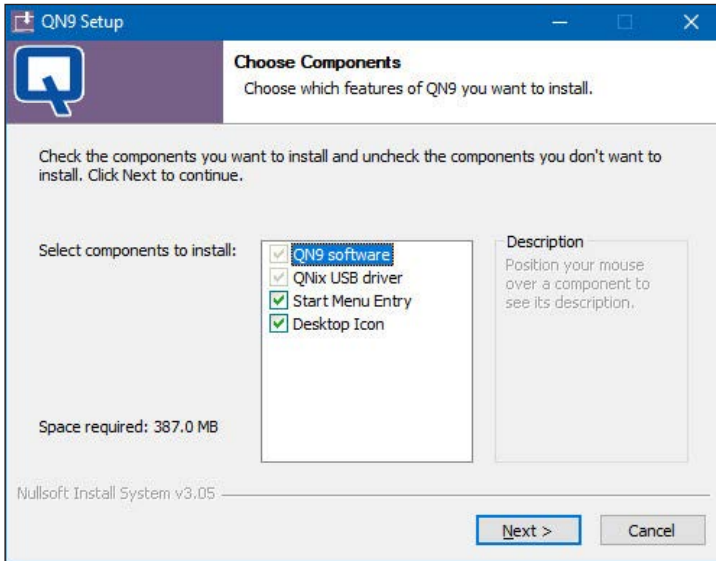 QN9 Setup
Q
Choose Components
Choose which features of QN9 you want to install.
Check the components you want to install and uncheck the components you don't want to
install. Click Next to continue.
Select components to install:
QN9 software
QNix USB driver
Start Menu Entry
Desktop Icon
Description
Position your mouse
over a component to
see its description.
Space required: 387.0 MB
Nullsoft Install System v3.05
Next >
Cancel